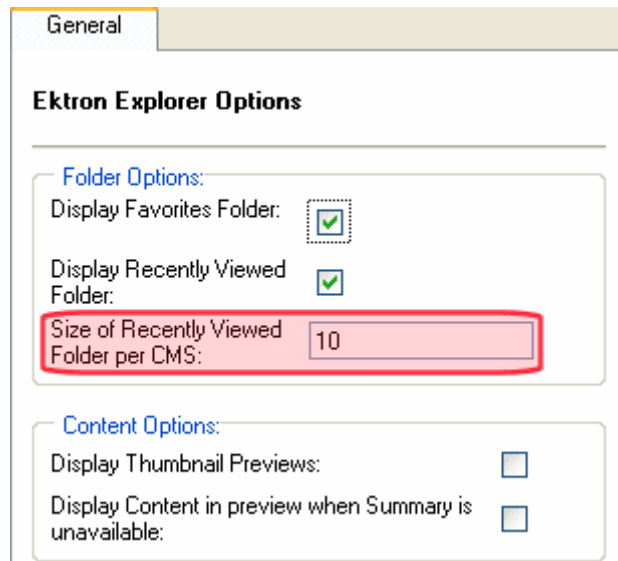 General
Ektron Explorer Options
Folder Options:
Display Favorites Folder:
Display Recently Viewed
Folder:
Size of Recently Viewed
Folder per CMS:
10
Content Options:
Display Thumbnail Previews:
Display Content in preview when Summary is
unavailable: